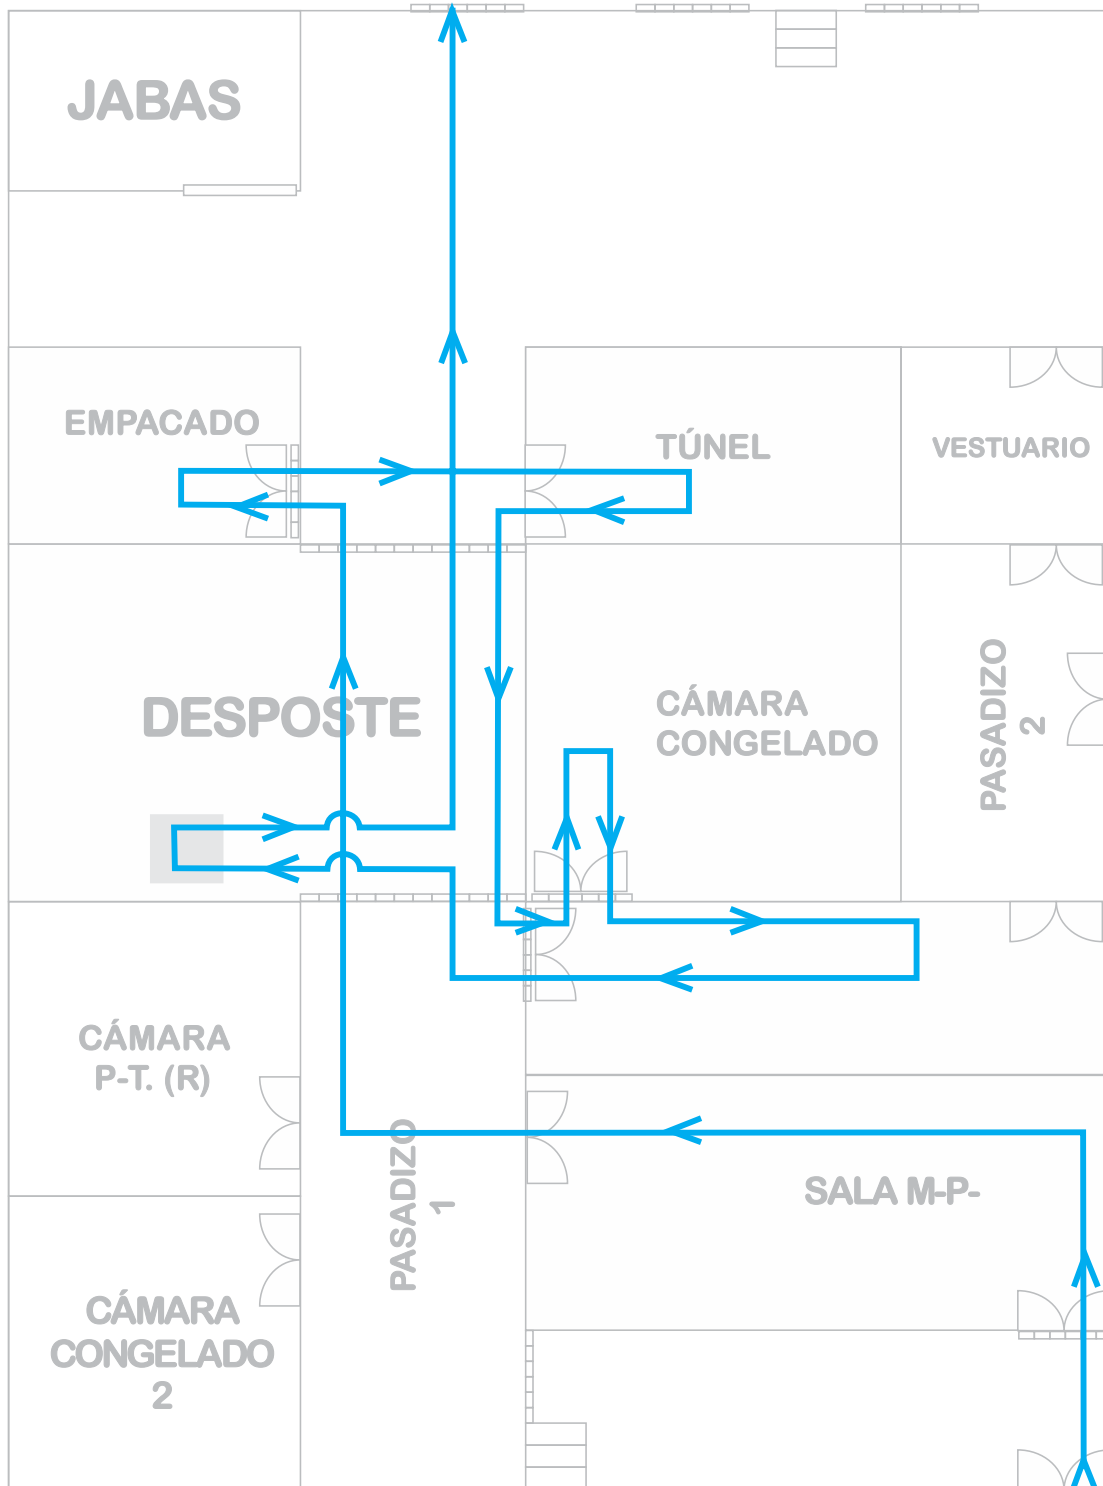 JABAS
EMPACADO
TÚNEL
VESTUARIO
DESPOSTE
CÁMARA
CONGELADO
PASADIZO
2
CÁMARA
P-T. (R)
PASADIZO
1
SALA M-P-
CÁMARA
CONGELADO
2